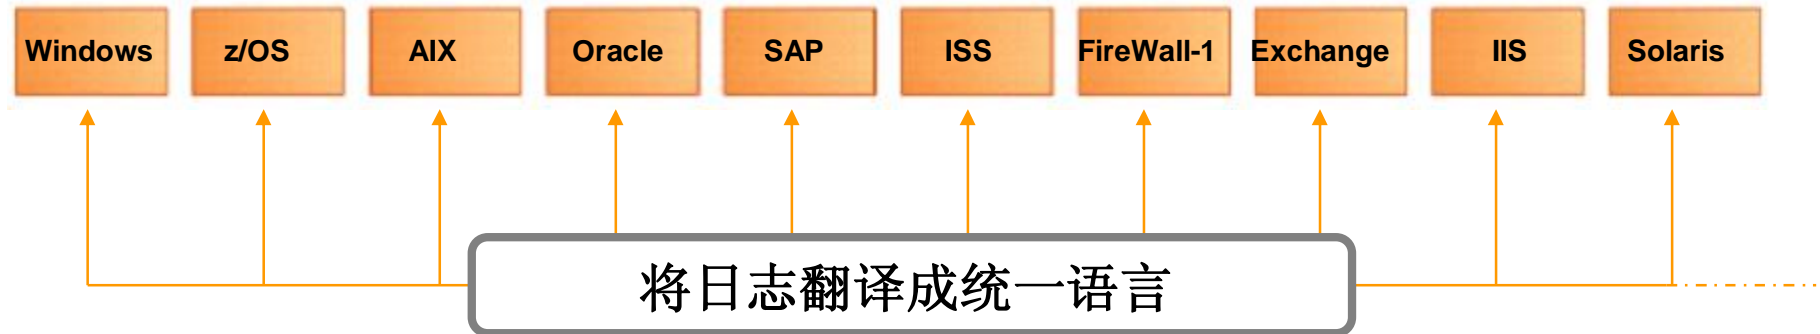 Windows
z/OS
AIX
Oracle
SAP
ISS
FireWall-1
Exchange
IIS
Solaris
将日志翻译成统一语言